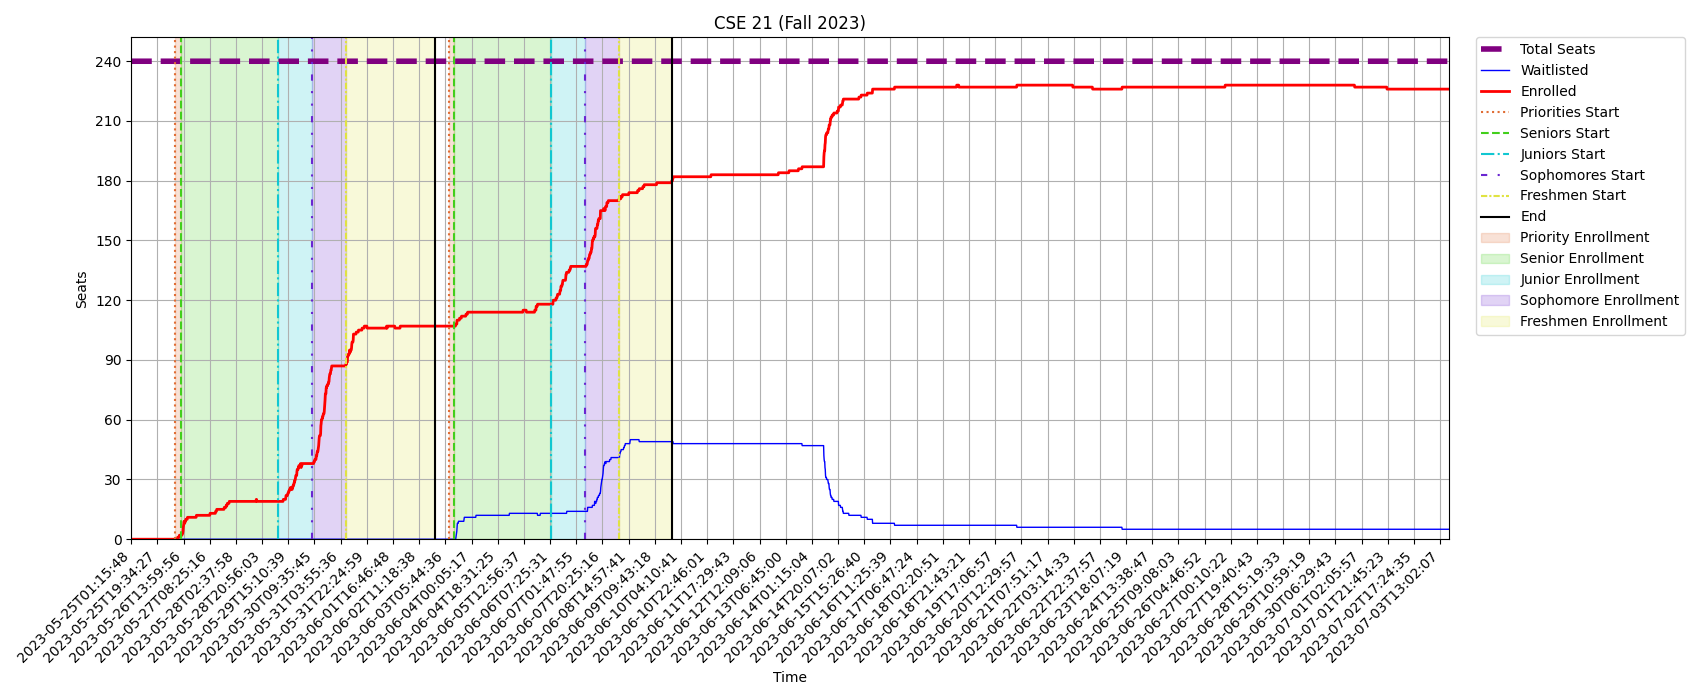 CSE 21 (Fall 2023)
Seats
240
210
180
150
120
90
60
30
0
2023-05-25T01:15:48
2023-05-25T19:34:27
2023-05-26T13:59:56
2023-05-27T08:25:16
2023-05-28T02:37:58
2023-05-28T20:56:03
2023-05-29T15:10:39
2023-05-30T09:35:45
2023-05-31T03:55:36
2023-05-31T22:24:59
2023-06-01T16:46:48
2023-06-02T11:18:38
2023-06-03T05:44:36
2023-06-04T00:05:17
2023-06-04T18:31:25
2023-06-05T12:56:37
2023-06-06T07:25:31
2023-06-07T01:47:55
2023-06-07T20:25:16
2023-06-08T14:57:41
2023-06-09T09:43:18
2023-06-10T04:10:41
2023-06-10T22:46:01
2023-06-11T17:29:43
2023-06-12T12:09:06
2023-06-13T06:45:00
2023-06-14T01:15:04
2023-06-14T20:07:02
2023-06-15T15:26:40
2023-06-16T11:25:39
2023-06-17T06:47:24
2023-06-18T02:20:51
2023-06-18T21:43:21
2023-06-19T17:06:57
2023-06-20T12:29:57
2023-06-21T07:51:17
2023-06-22T03:14:33
2023-06-22T22:37:57
2023-06-23T18:07:19
2023-06-24T13:38:47
2023-06-25T09:08:03
2023-06-26T04:46:52
2023-06-27T00:10:22
2023-06-27T19:40:43
2023-06-28T15:19:33
2023-06-29T10:59:19
2023-06-30T06:29:43
2023-07-01T02:05:57
2023-07-01T21:45:23
2023-07-02T17:24:35
2023-07-03T13:02:07
Time
Total Seats
Waitlisted
Enrolled
Priorities Start
Seniors Start
Juniors Start
Sophomores Start
Freshmen Start
End
Priority Enrollment
Senior Enrollment
Junior Enrollment
Sophomore Enrollment
Freshmen Enrollment